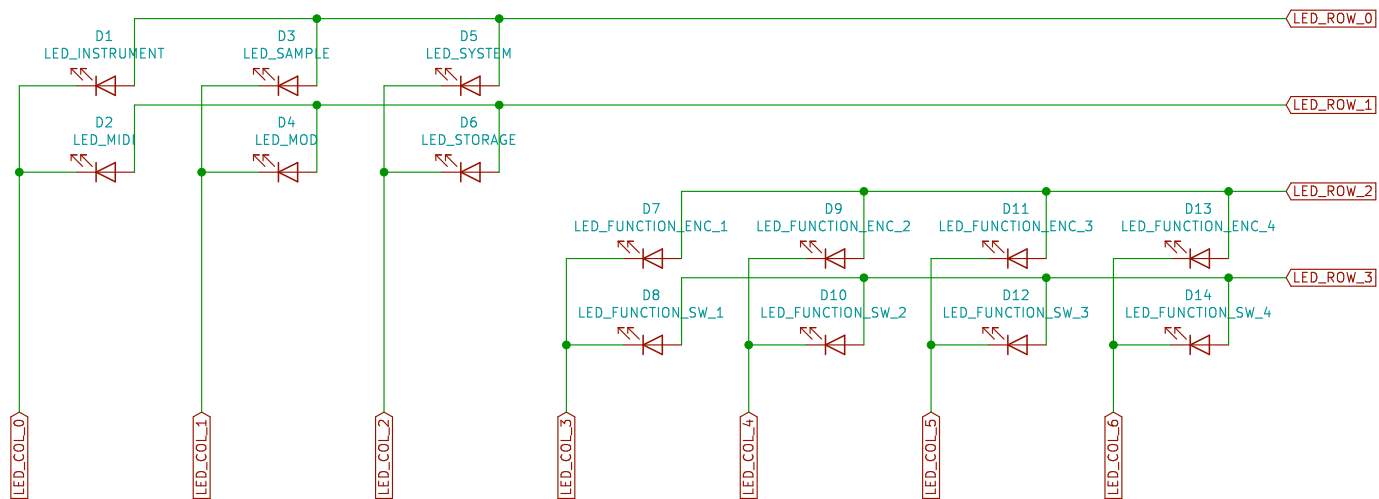 LED_ROW_0
D1
LED_INSTRUMENT
D3
LED_SAMPLE
D5
LED_SYSTEM
LED_ROW_1
D2
LED_MIDI
D4
LED_MOD
D6
LED_STORAGE
LED_ROW_2
D7
LED_FUNCTION_ENC_1
D9
LED_FUNCTION_ENC_2
D11
LED_FUNCTION_ENC_3
D13
LED_FUNCTION_ENC_4
LED_ROW_3
D8
LED_FUNCTION_SW_1
D10
LED_FUNCTION_SW_2
D12
LED_FUNCTION_SW_3
D14
LED_FUNCTION_SW_4
LED_COL_0
LED_COL_1
LED_COL_2
LED_COL_3
LED_COL_4
LED_COL_5
LED_COL_6